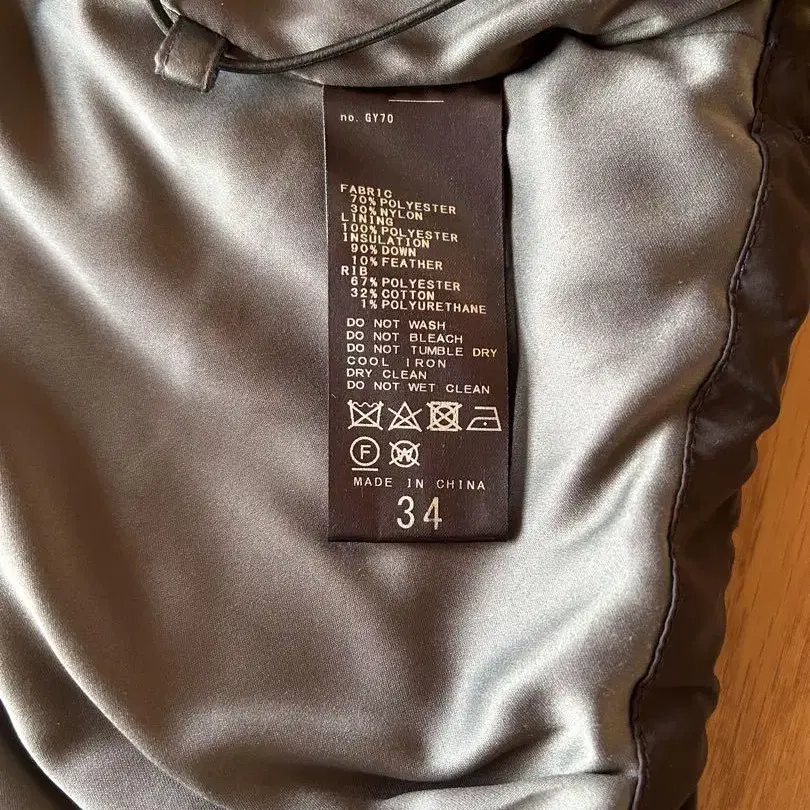 no. GY70
FABRIC
70% POLYESTER
30% NYLON
LINING
100% POLYESTER
INSULATION
90% DOWN
10% FEATHER
RIB
67% POLYESTER
32% COTTON
1% POLYURETHANE
DO NOT WASH
DO NOT BLEACH
DO NOT TUMBLE DRY
COOL IRON
DRY CLEAN
DO NOT WET CLEAN
F W
MADE IN CHINA
34